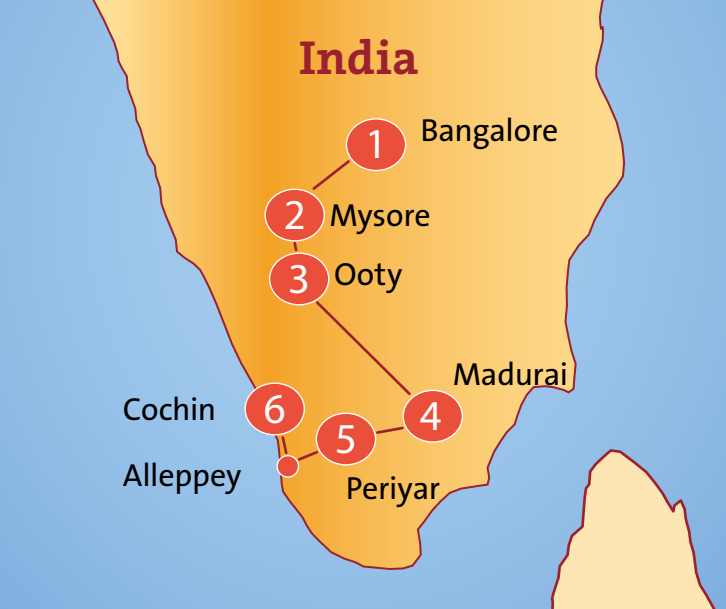 India
1 Bangalore
2 Mysore
3 Ooty
Madurai
4
Cochin 6
5
Alleppey
Periyar